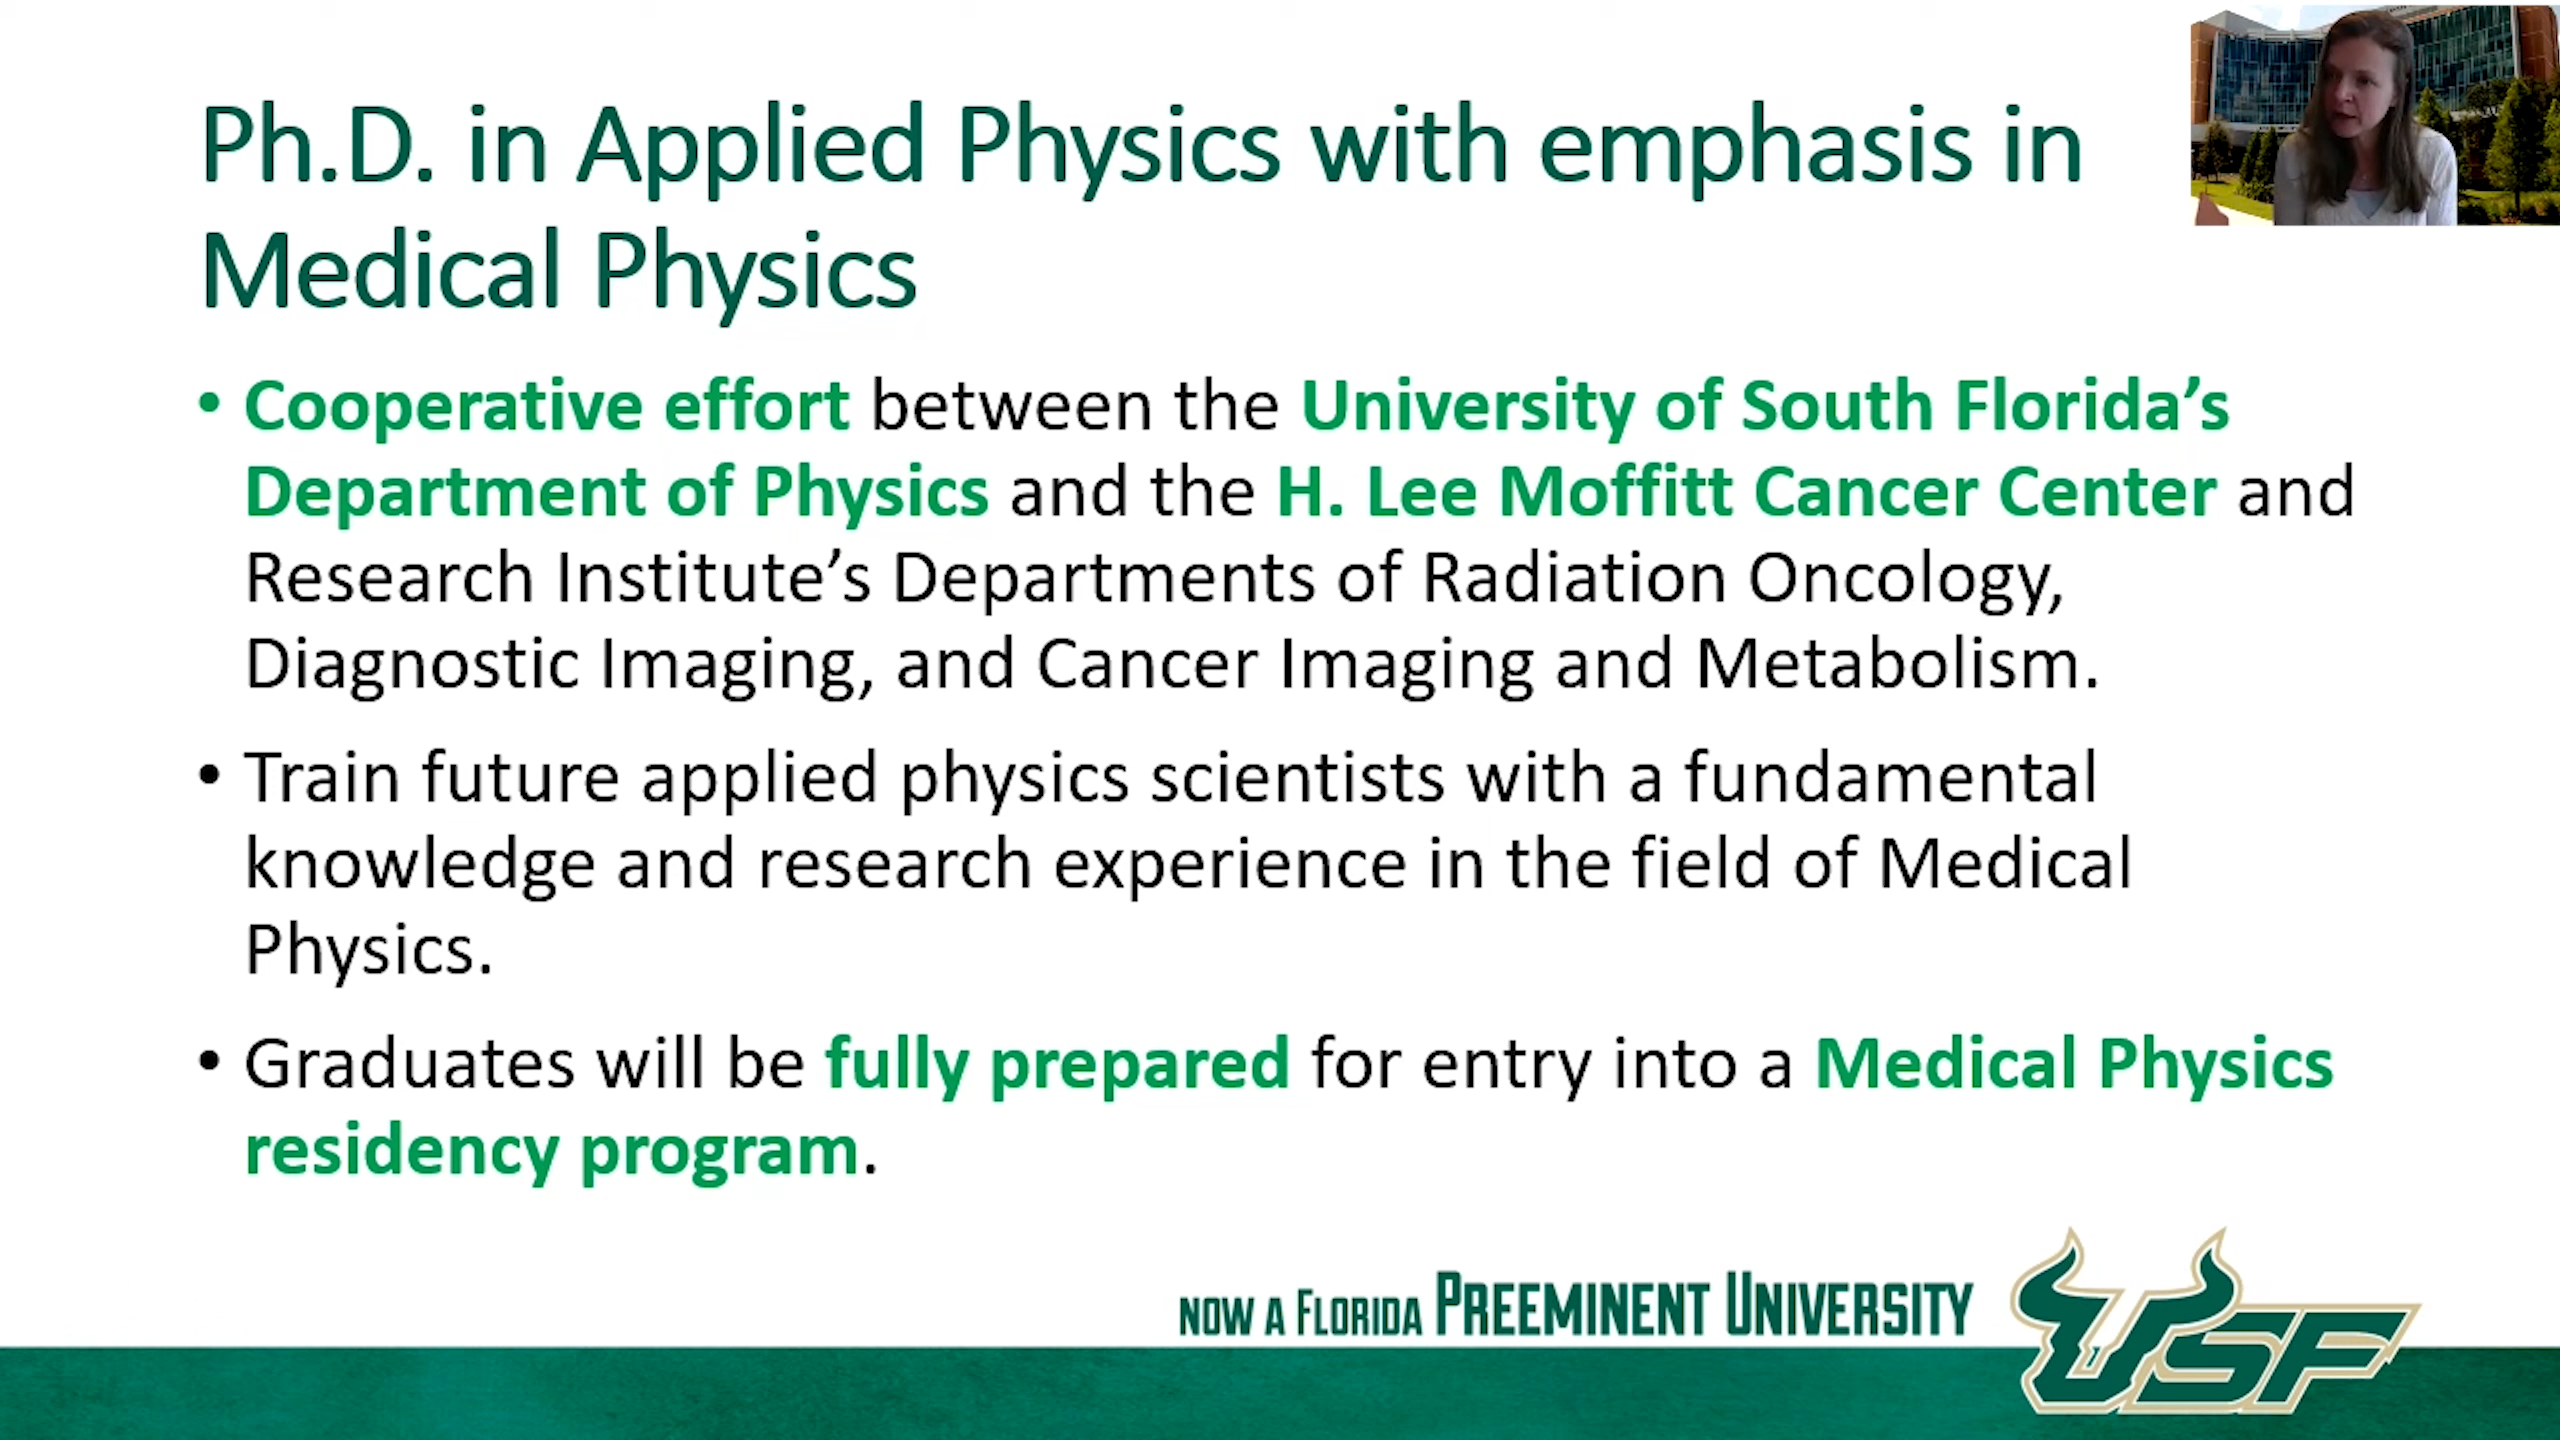 Ph.D. in Applied Physics with emphasis in
Medical Physics
• Cooperative effort between the University of South Florida’s
Department of Physics and the H. Lee Moffitt Cancer Center and
Research Institute’s Departments of Radiation Oncology,
Diagnostic Imaging, and Cancer Imaging and Metabolism.
• Train future applied physics scientists with a fundamental
knowledge and research experience in the field of Medical
Physics.
• Graduates will be fully prepared for entry into a Medical Physics
residency program.
NOW A FLORIDA PREEMINENT UNIVERSITY
USF